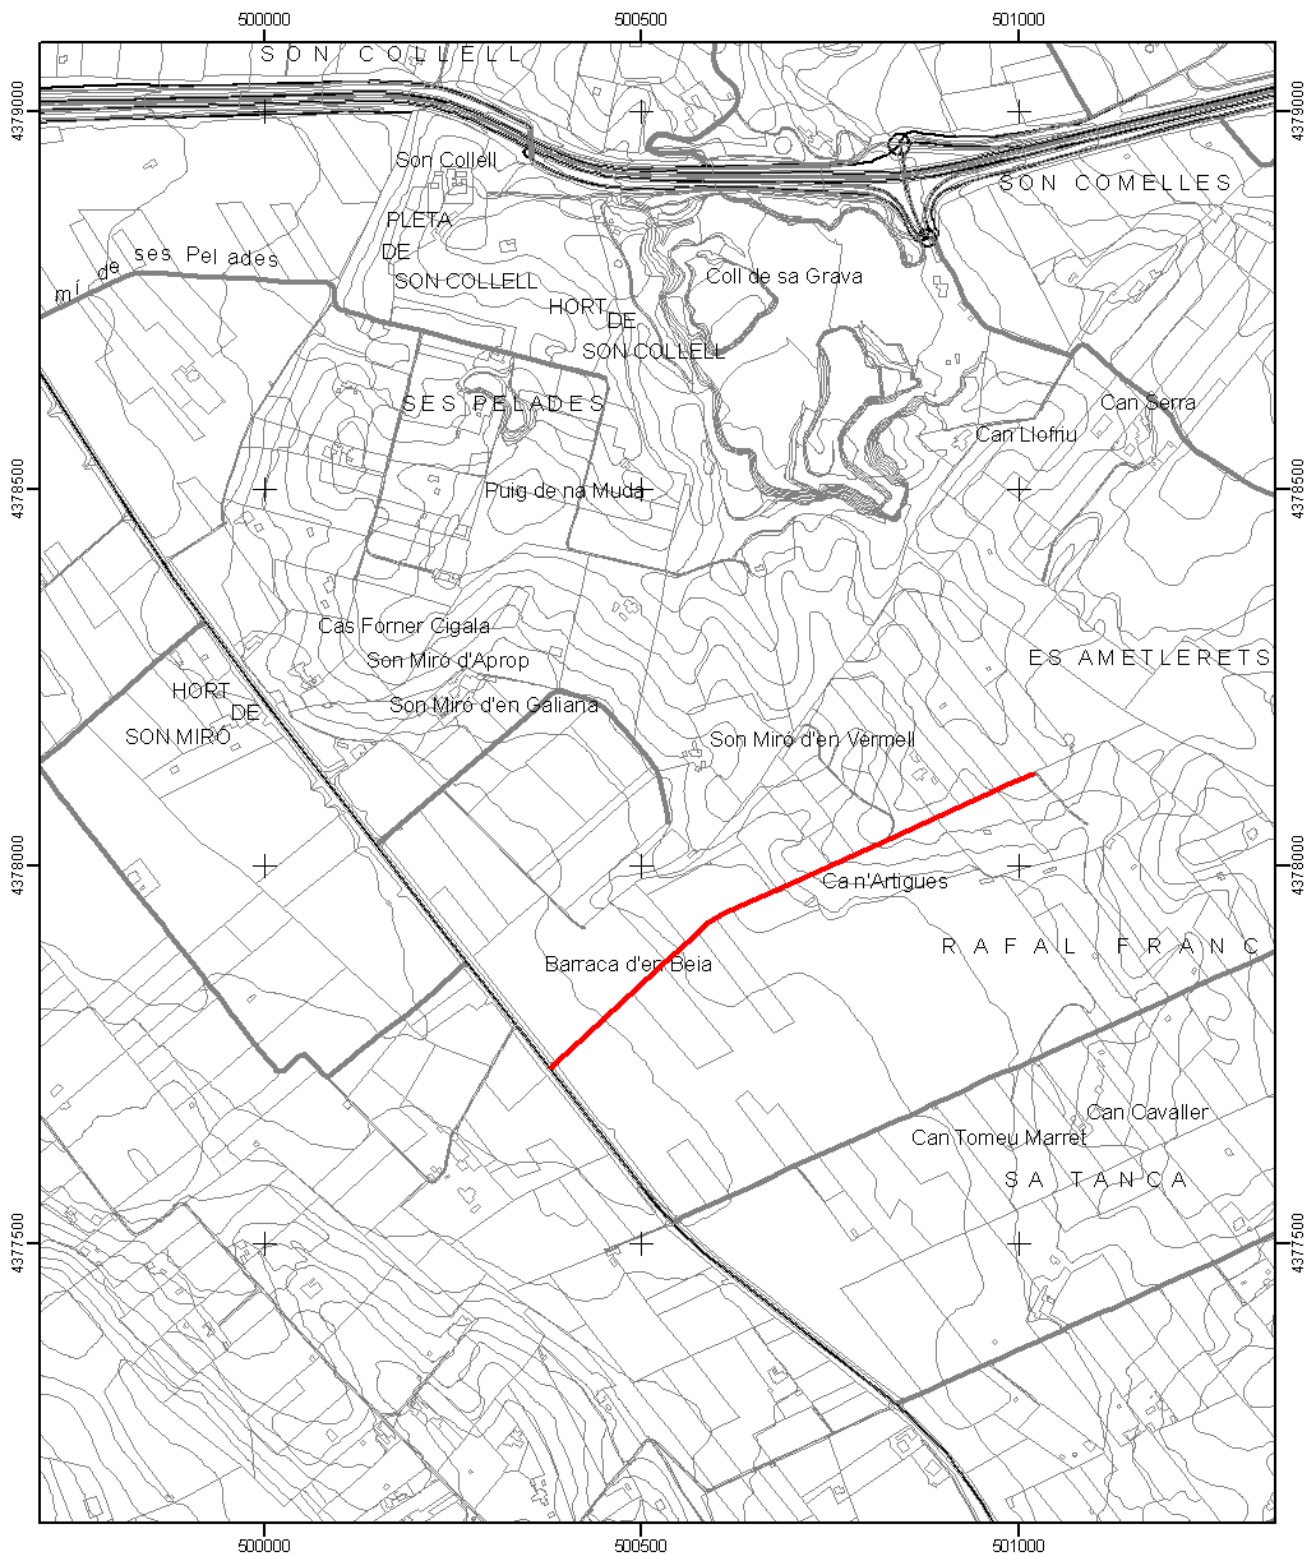 500000 500500 501000
SON COLLELL
4379000 4379000
Son Collell
SON COMELLES
PLETA
DE
SON COLLELL
mí de ses Pelades
Coll de sa Grava
HORT
DE
SON COLLELL
SES PELADES
Can Serra
Can Llofriu
Puig de na Muda
4378500 4378500
Cas Forner Cigala
Son Miró d'Aprop
ES AMETLERETS
HORT
DE
SON MIRÓ
Son Miró d'en Galiana
Son Miró d'en Vermell
4378000 4378000
Ca n'Artigues
RAFAL FRANC
Barraca d'en Beia
Can Cavaller
Can Tomeu Marret
SA TANCA
4377500 4377500
500000 500500 501000